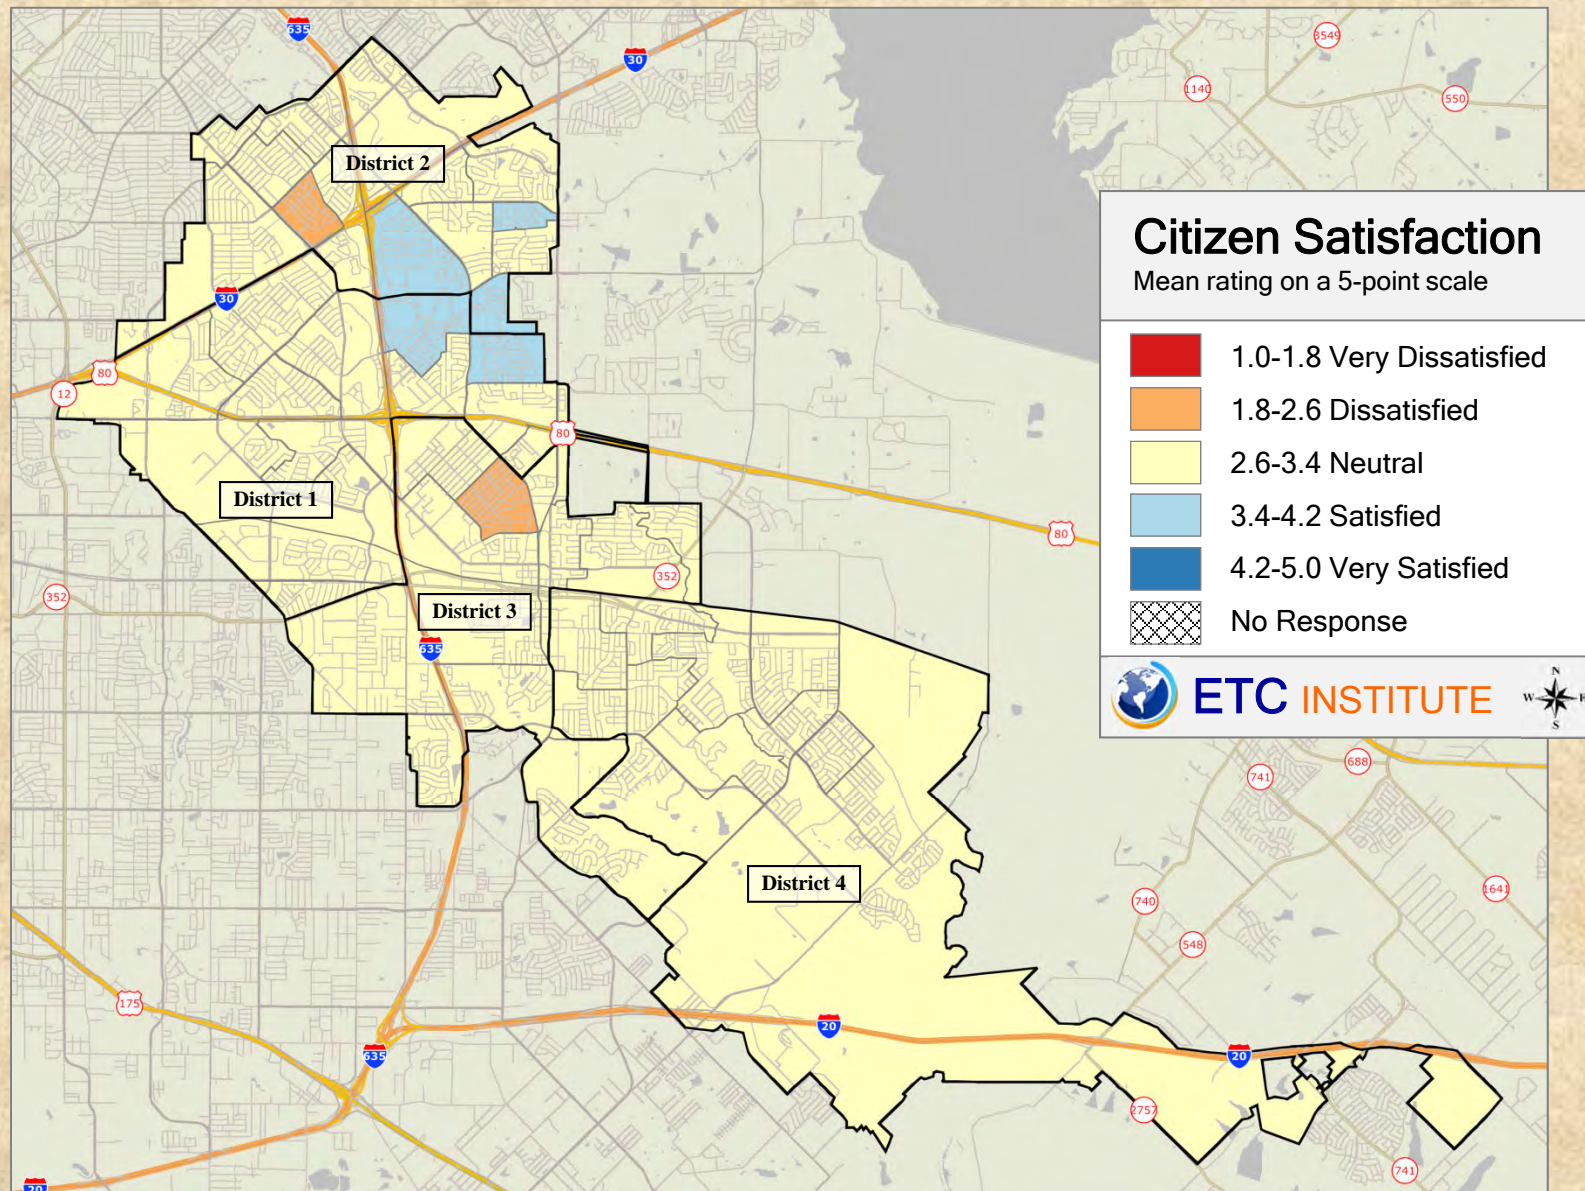 635
30
3549
1140
550
District 2
30
80
12
80
District 1
352
352
80
District 3
635
District 4
175
635
20
20
20
2757
741
740
548
1641
741
688
Citizen Satisfaction
Mean rating on a 5-point scale
1.0-1.8 Very Dissatisfied
1.8-2.6 Dissatisfied
2.6-3.4 Neutral
3.4-4.2 Satisfied
4.2-5.0 Very Satisfied
No Response
ETC INSTITUTE
N
W E
S